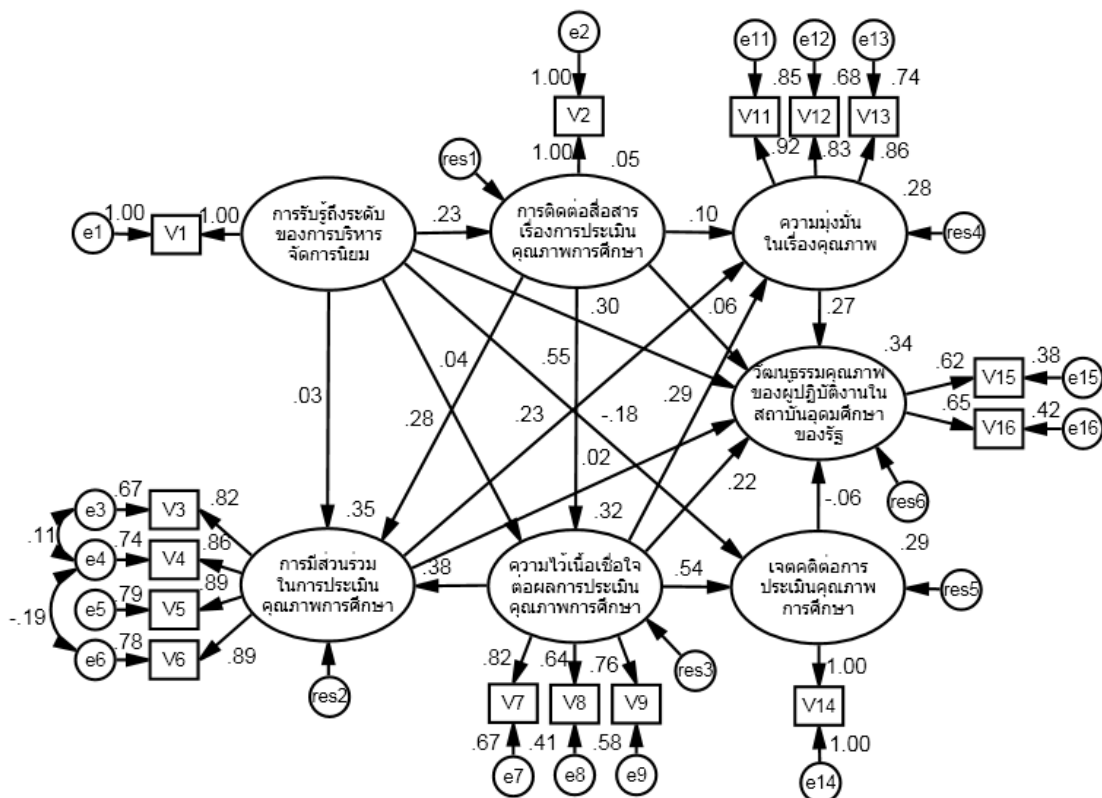 e2
e11
e12
e13
1.00
.85
.68
.74
V2
V11
V12
V13
res1
1.00
.05
.92
.83
.86
.28
e1
1.00
V1
1.00
การรับรู้ถึงระดับ
ของการบริหาร
จัดการนิยม
.23
การติดต่อสื่อสาร
เรื่องการประเมิน
คุณภาพการศึกษา
.10
ความมุ่งมั่น
ในเรื่องคุณภาพ
res4
.30
.06
.27
.03
.04
.28
.55
.23
-.18
.29
.02
.22
-.06
.34
วัฒนธรรมคุณภาพ
ของผู้ปฏิบัติงานใน
สถาบันอุดมศึกษา
ของรัฐ
.62
V15
.38
e15
.65
V16
.42
e16
res6
e3
.67
V3
.82
.11
e4
.74
V4
.86
e5
.79
V5
.89
-.19
e6
.78
V6
.89
.35
การมีส่วนร่วม
ในการประเมิน
คุณภาพการศึกษา
res2
.38
.32
ความไว้เนื้อเชื่อใจ
ต่อผลการประเมิน
คุณภาพการศึกษา
res3
.54
.29
เจตคติต่อการ
ประเมินคุณภาพ
การศึกษา
res5
.82
.64
.76
V7
V8
V9
.67
.41
.58
e7
e8
e9
1.00
V14
1.00
e14